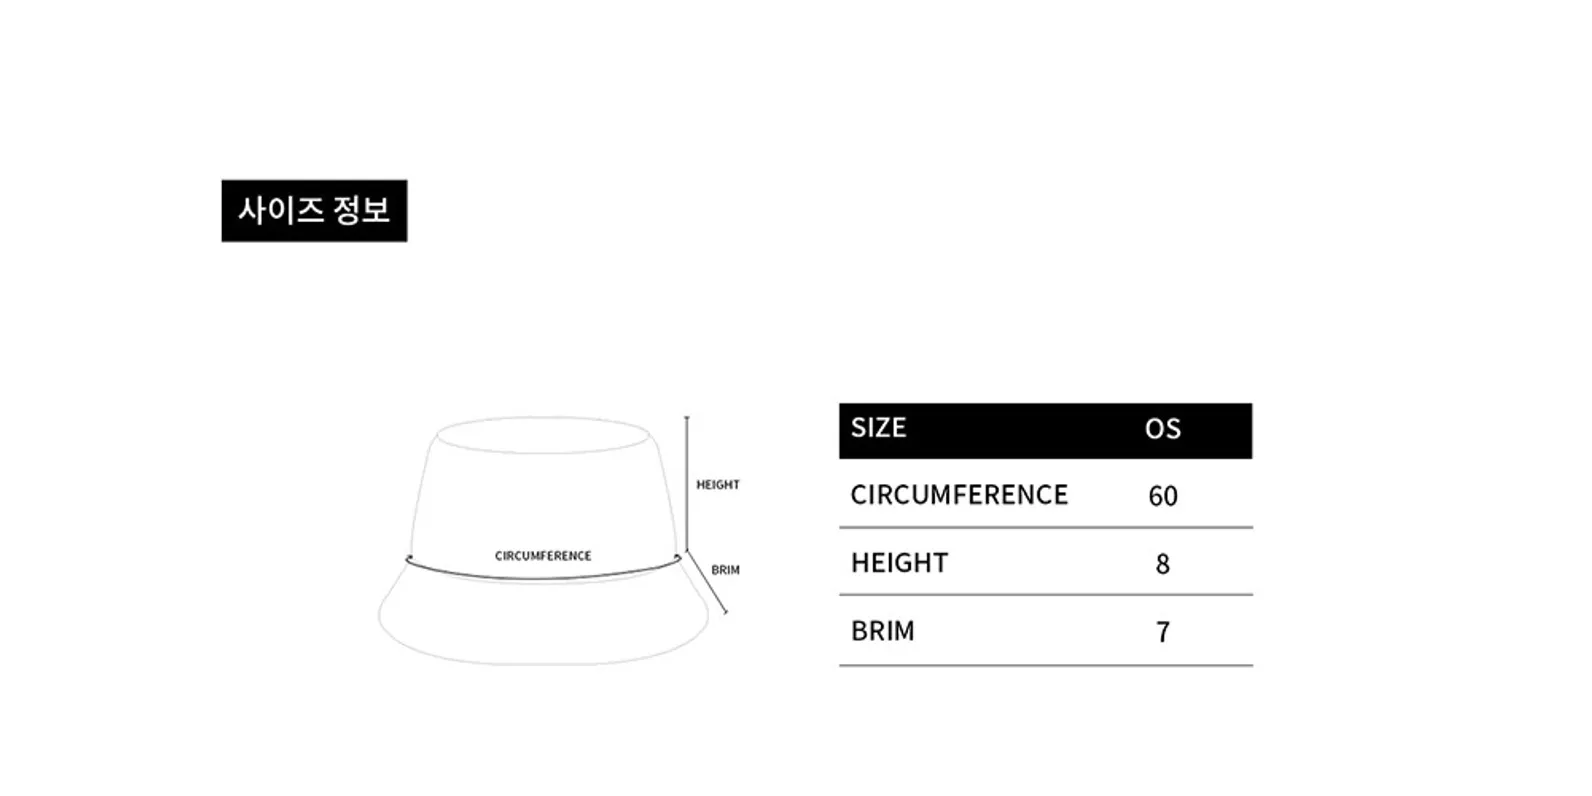 사이즈 정보
HEIGHT
CIRCUMFERENCE
BRIM
SIZE OS
CIRCUMFERENCE 60
HEIGHT 8
BRIM 7